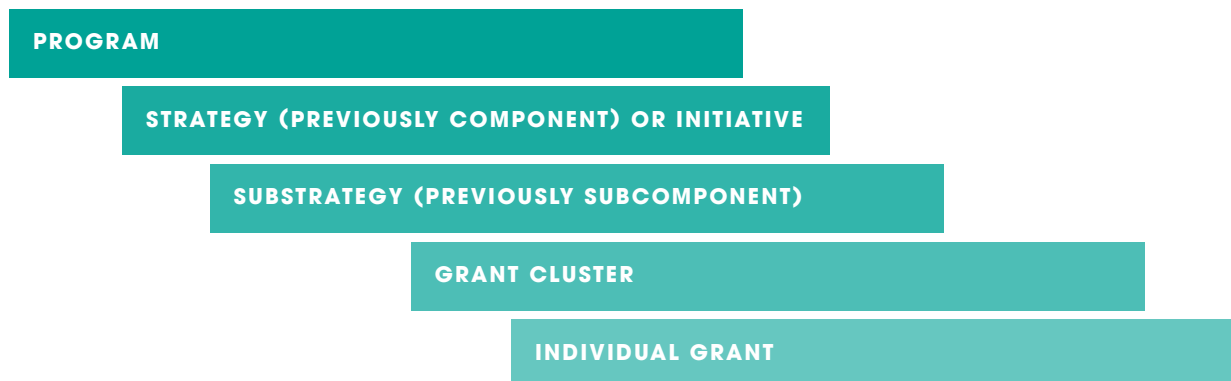 PROGRAM
STRATEGY (PREVIOUSLY COMPONENT) OR INITIATIVE
SUBSTRATEGY (PREVIOUSLY SUBCOMPONENT)
GRANT CLUSTER
INDIVIDUAL GRANT